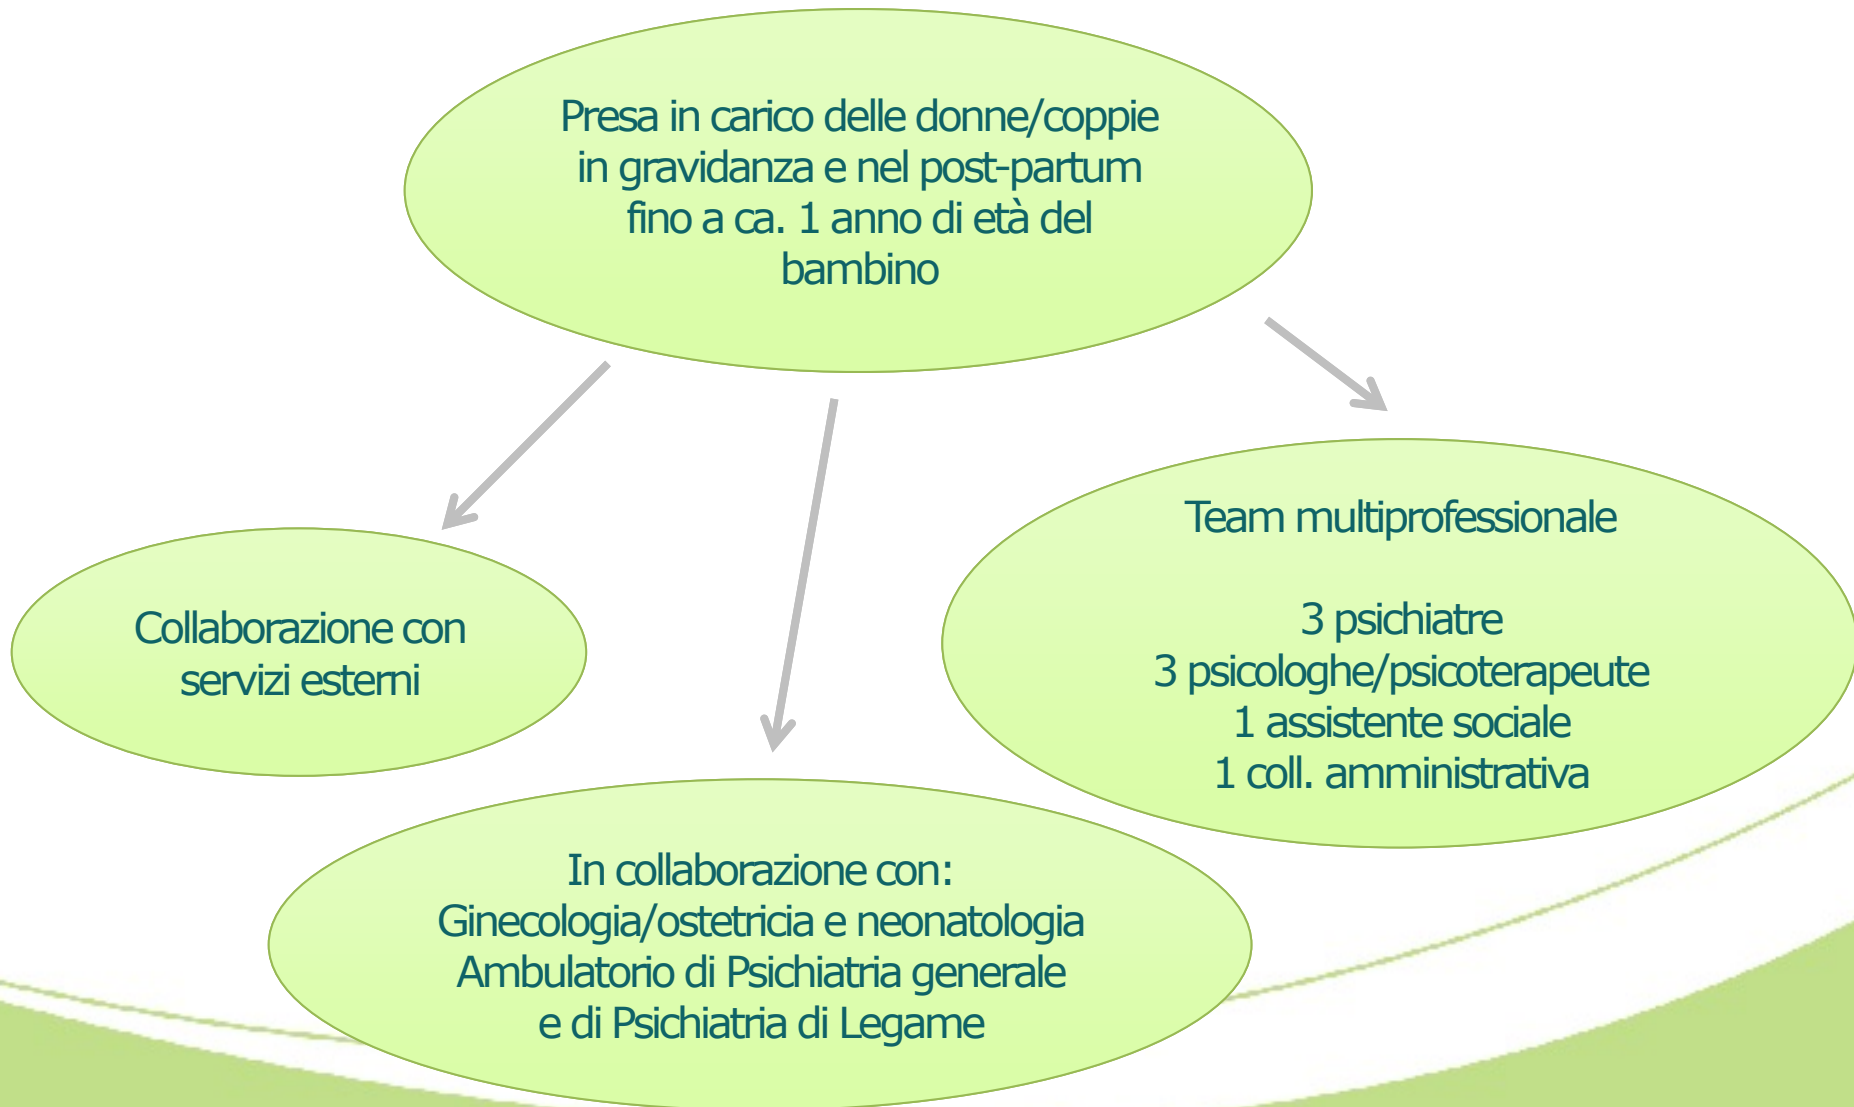 Presa in carico delle donne/coppie
in gravidanza e nel post-partum
fino a ca. 1 anno di età del
bambino
Collaborazione con
servizi esterni
Team multiprofessionale
3 psichiatre
3 psicologhe/psicoterapeute
1 assistente sociale
1 coll. amministrativa
In collaborazione con:
Ginecologia/ostetricia e neonatologia
Ambulatorio di Psichiatria generale
e di Psichiatria di Legame